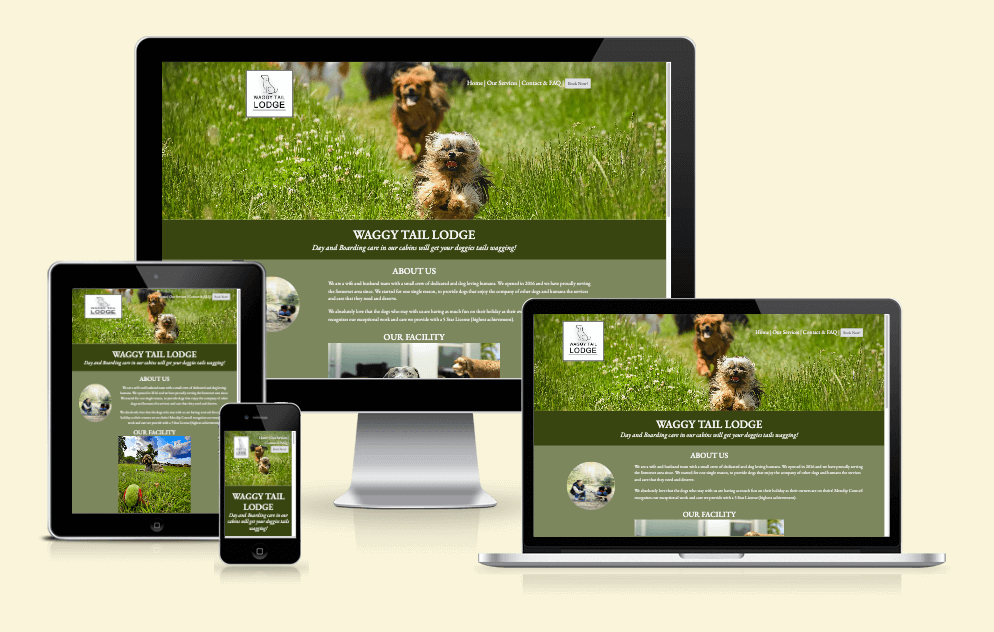 WAGGY TAIL
LODGE
Home | Our Services | Contact & FAQ | Book Now!
WAGGY TAIL LODGE
Day and Boarding care in our cabins will get your doggies tails wagging!
ABOUT US
We are a wife and husband team with a small crew of dedicated and dog loving humans. We opened in 2016 and we have proudly serving
the Somerset area since. We started for one single reason, to provide dogs that enjoy the company of other dogs and humans the services
and care that they need and deserve.
We absolutely love that the dogs who stay with us are having as much fun on their holiday as their
recognises our exceptional work and care we provide with a 5 Star License (highest achievement).
OUR FACILITY
WAGGY TAIL
LODGE
Home | Our Services | Contact & FAQ | Book Now!
WAGGY TAIL LODGE
Day and Boarding care in our cabins will get your doggies tails wagging!
ABOUT US
OUR FACILITY
WAGGY TAIL
LODGE
Day and Boarding care in our
cabins will get your doggies tails
wagging!
WAGGY TAIL
LODGE
Home | Our Services | Contact & FAQ | Book Now!
WAGGY TAIL LODGE
Day and Boarding care in our cabins will get your doggies tails wagging!
ABOUT US
We are a wife and husband team with a small crew of dedicated and dog loving humans. We opened in 2016 and we have proudly serving
the Somerset area since. We started for one single reason, to provide dogs that enjoy the company of other dogs and humans the services
and care that they need and deserve.
We absolutely love that the dogs who stay with us are having as much fun on their holiday as their owners are on theirs! Mendip Council
recognises our exceptional work and care we provide with a 5 Star License (highest achievement).
OUR FACILITY